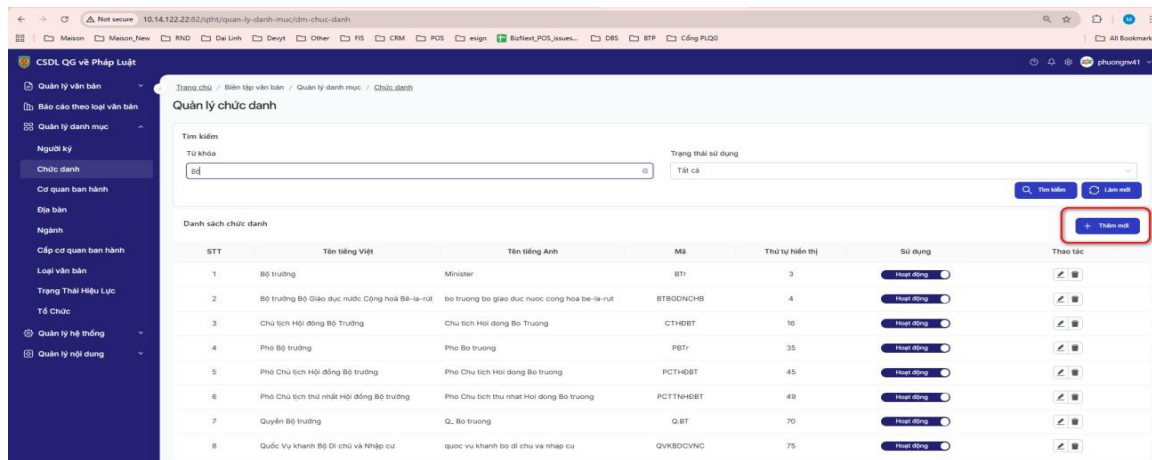 Not secure 10.14.122.22:82/qtht/quan-ly-danh-muc/dm-chuc-danh
Maison Maison_New RND Dai Linh Devyt Other FIS CRM POS esign BizNext_POS_issues... DBS BTP Cổng PLQG All Bookmark
CSDL QG về Pháp Luật phuongnv41
Quản lý văn bản
Báo cáo theo loại văn bản
Quản lý danh mục
Người ký
Chức danh
Cơ quan ban hành
Địa bàn
Ngành
Cấp cơ quan ban hành
Loại văn bản
Trạng Thái Hiệu Lực
Tổ Chức
Quản lý hệ thống
Quản lý nội dung
Trang chủ / Biên tập văn bản / Quản lý danh mục / Chức danh
Quản lý chức danh
Tìm kiếm
Từ khóa Trạng thái sử dụng
Bộ Tất cả
Tìm kiếm Làm mới
Danh sách chức danh Thêm mới
STT Tên tiếng Việt Tên tiếng Anh Mã Thứ tự hiển thị Sử dụng Thao tác
1 Bộ trưởng Minister BTr 3 Hoạt động
2 Bộ trưởng Bộ Giáo dục nước Cộng hoà Bê-la-rút bo truong bo giao duc nuoc cong hoa be-la-rut BTBGDNCHB 4 Hoạt động
3 Chủ tịch Hội đồng Bộ Trưởng Chu tich Hoi dong Bo Truong CTHĐBT 16 Hoạt động
4 Phó Bộ trưởng Pho Bo truong PBTr 35 Hoạt động
5 Phó Chủ tịch Hội đồng Bộ trưởng Pho Chu tich Hoi dong Bo truong PCTHĐBT 45 Hoạt động
6 Phó Chủ tịch thứ nhất Hội đồng Bộ trưởng Pho Chu tich thu nhat Hoi dong Bo truong PCTTNHĐBT 49 Hoạt động
7 Quyền Bộ trưởng Q_ Bo truong Q.BT 70 Hoạt động
8 Quốc Vụ khanh Bộ Di chú và Nhập cư quoc vu khanh bo di chu va nhap cu QVKBDCVNC 75 Hoạt động